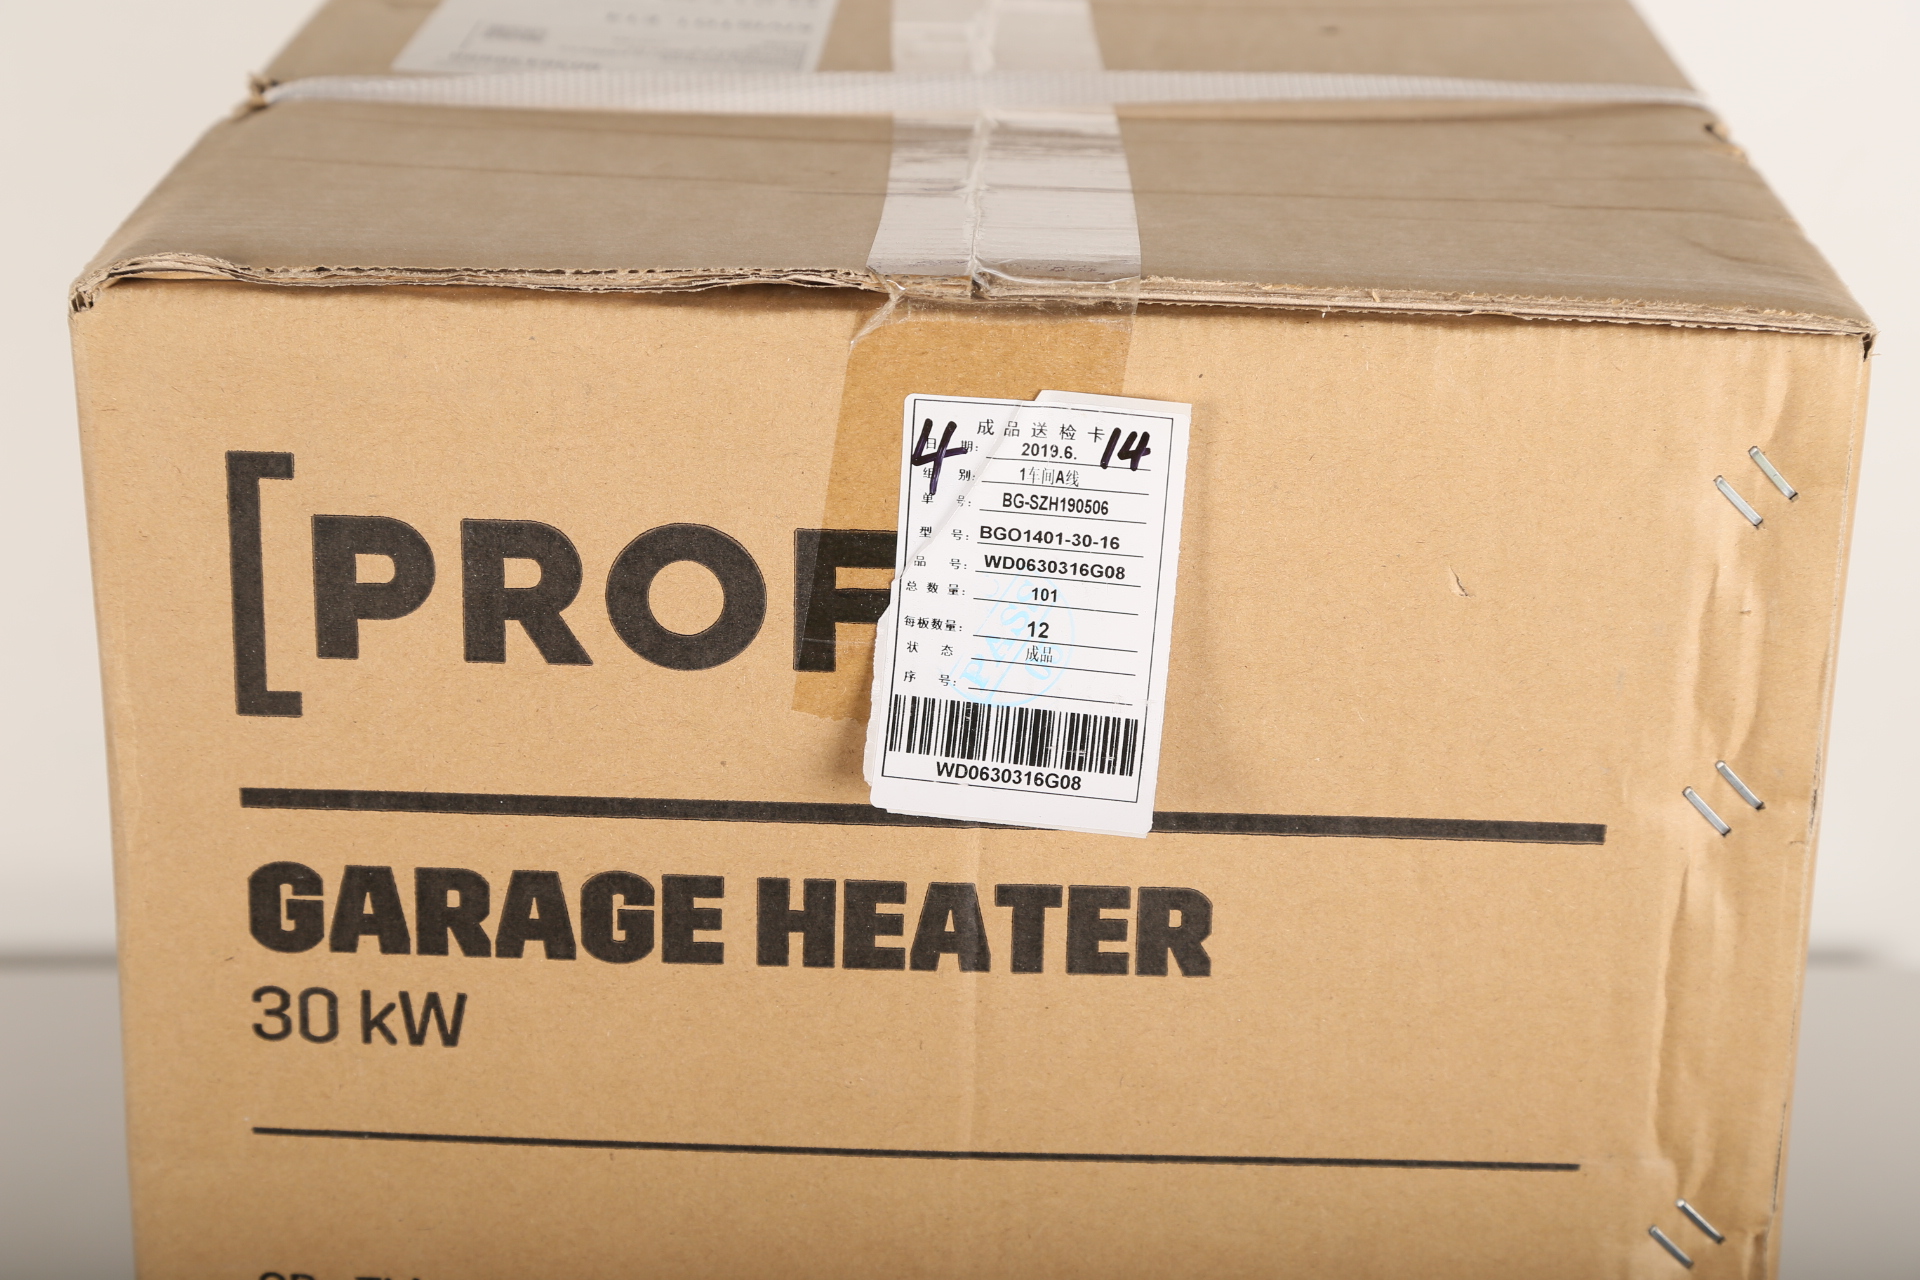 [PROF
成品送检卡
4
日期: 2019.6. 14
组别: 1车间A线
单号: BG-SZH190506
型号: BGO1401-30-16
品号: WD0630316G08
总数量: 101
每板数量: 12
状态 成品
序号:
PASS
WD0630316G08
GARAGE HEATER
30 kW